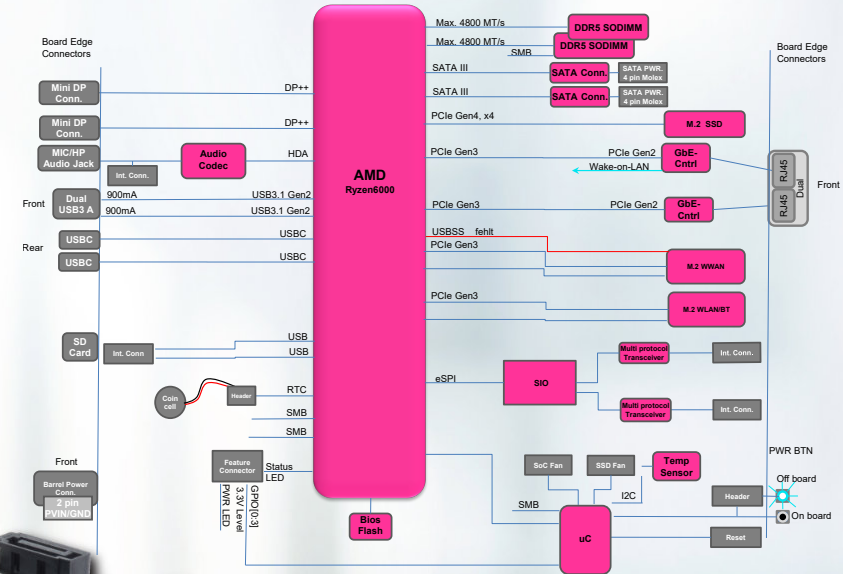 Board Edge
Connectors
Mini DP
Conn.
DP++
Mini DP
Conn.
DP++
MIC/HP
Audio Jack
Int. Conn.
Audio
Codec
HDA
Front
Dual
USB3 A
900mA
USB3.1 Gen2
900mA
USB3.1 Gen2
Rear
USBC
USBC
USBC
USBC
SD
Card
Int. Conn
USB
USB
Coin
cell
Header
RTC
SMB
SMB
Front
Barrel Power
Conn.
2 pin
PVIN/GND
Feature
Connector
Status
LED
GPIO[0:3]
3.3V Level
PWR LED
AMD
Ryzen6000
Bios
Flash
Max. 4800 MT/s
DDR5 SODIMM
Max. 4800 MT/s
DDR5 SODIMM
SMB
SATA III
SATA Conn.
SATA PWR.
4 pin Molex
SATA III
SATA Conn.
SATA PWR.
4 pin Molex
PCIe Gen4, x4
M.2 SSD
PCIe Gen3
PCIe Gen2
GbE-
Cntrl
Wake-on-LAN
PCIe Gen3
PCIe Gen2
GbE-
Cntrl
Board Edge
Connectors
RJ45
RJ45
Dual
Front
USBSS fehlt
PCIe Gen3
M.2 WWAN
PCIe Gen3
M.2 WLAN/BT
eSPI
SIO
Multi protocol
Transceiver
Int. Conn.
Multi protocol
Transceiver
Int. Conn.
SoC Fan
SSD Fan
Temp
Sensor
I2C
SMB
uC
PWR BTN
Off board
Header
On board
Reset